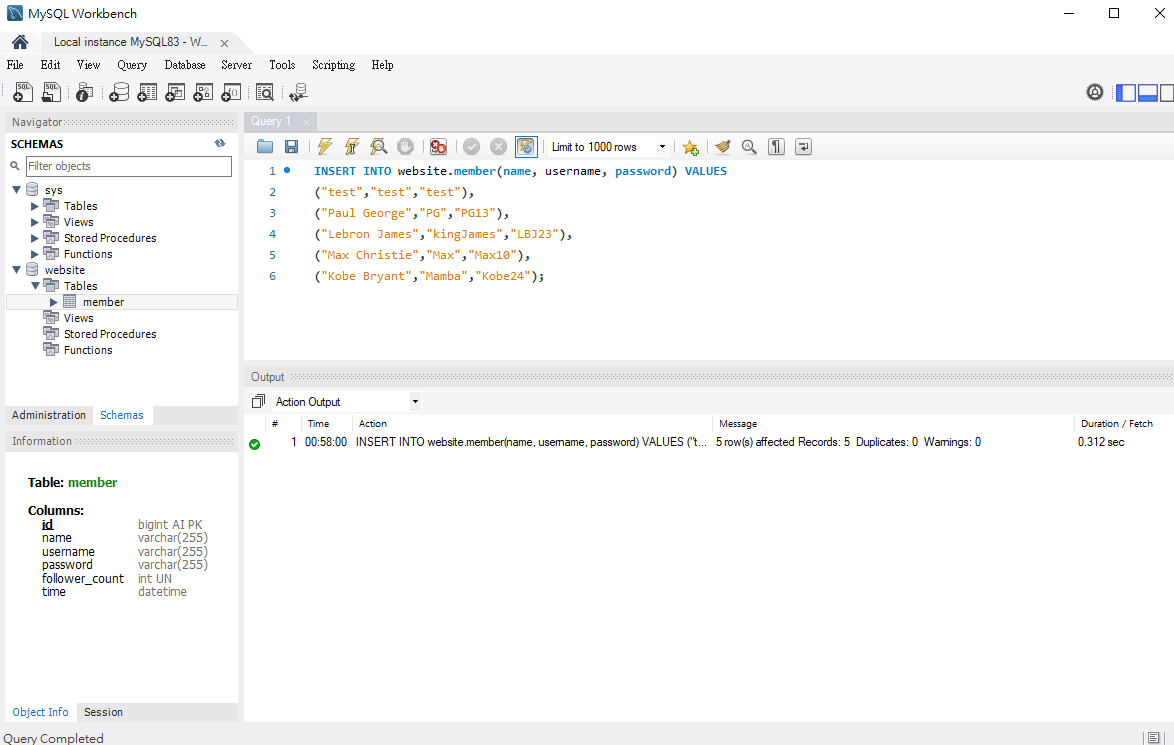 MySQL Workbench
Local instance MySQL83 - W...
File Edit View Query Database Server Tools Scripting Help
Navigator
SCHEMAS
Filter objects
sys
Tables
Views
Stored Procedures
Functions
website
Tables
member
Views
Stored Procedures
Functions
Administration Schemas
Information
Table: member
Columns:
id bigint AI PK
name varchar(255)
username varchar(255)
password varchar(255)
follower_count int UN
time datetime
Object Info Session
Query 1
Limit to 1000 rows
1 INSERT INTO website.member(name, username, password) VALUES
2 ("test","test","test"),
3 ("Paul George","PG","PG13"),
4 ("Lebron James","kingJames","LBJ23"),
5 ("Max Christie","Max","Max10"),
6 ("Kobe Bryant","Mamba","Kobe24");
Output
Action Output
# Time Action Message Duration / Fetch
1 00:58:00 INSERT INTO website.member(name, username, password) VALUES ("t... 5 row(s) affected Records: 5 Duplicates: 0 Warnings: 0 0.312 sec
Query Completed